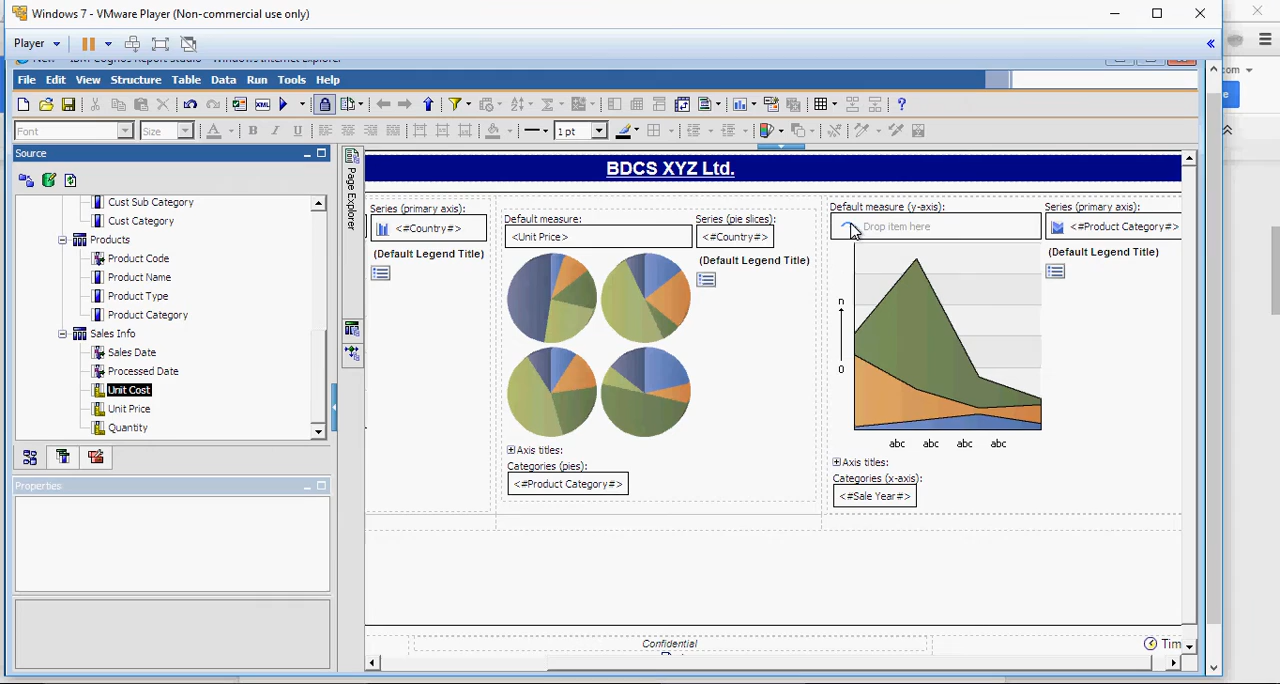 Windows 7 - VMware Player (Non-commercial use only)
Player
com
File Edit View Structure Table Data Run Tools Help
Font Size 1 pt
Source
Cust Sub Category
Cust Category
Products
Product Code
Product Name
Product Type
Product Category
Sales Info
Sales Date
Processed Date
Unit Cost
Unit Price
Quantity
Properties
Page Explorer
BDCS XYZ Ltd.
Series (primary axis):
<#Country#>
(Default Legend Title)
Default measure:
<Unit Price>
Series (pie slices):
<#Country#>
(Default Legend Title)
Axis titles:
Categories (pies):
<#Product Category#>
Default measure (y-axis):
Drop item here
Series (primary axis):
<#Product Category#>
(Default Legend Title)
n
0
abc abc abc abc
Axis titles:
Categories (x-axis):
<#Sale Year#>
Confidential
Tim